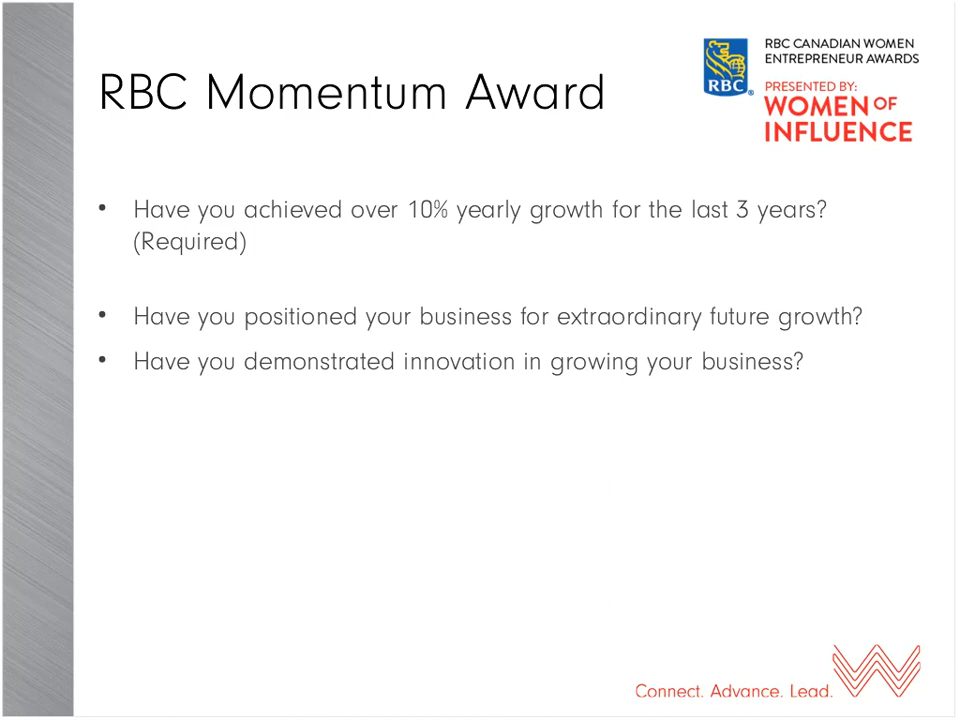 RBC Momentum Award
RBC
®
RBC CANADIAN WOMEN
ENTREPRENEUR AWARDS
PRESENTED BY:
WOMEN OF
INFLUENCE
• Have you achieved over 10% yearly growth for the last 3 years?
(Required)
• Have you positioned your business for extraordinary future growth?
• Have you demonstrated innovation in growing your business?
Connect. Advance. Lead.